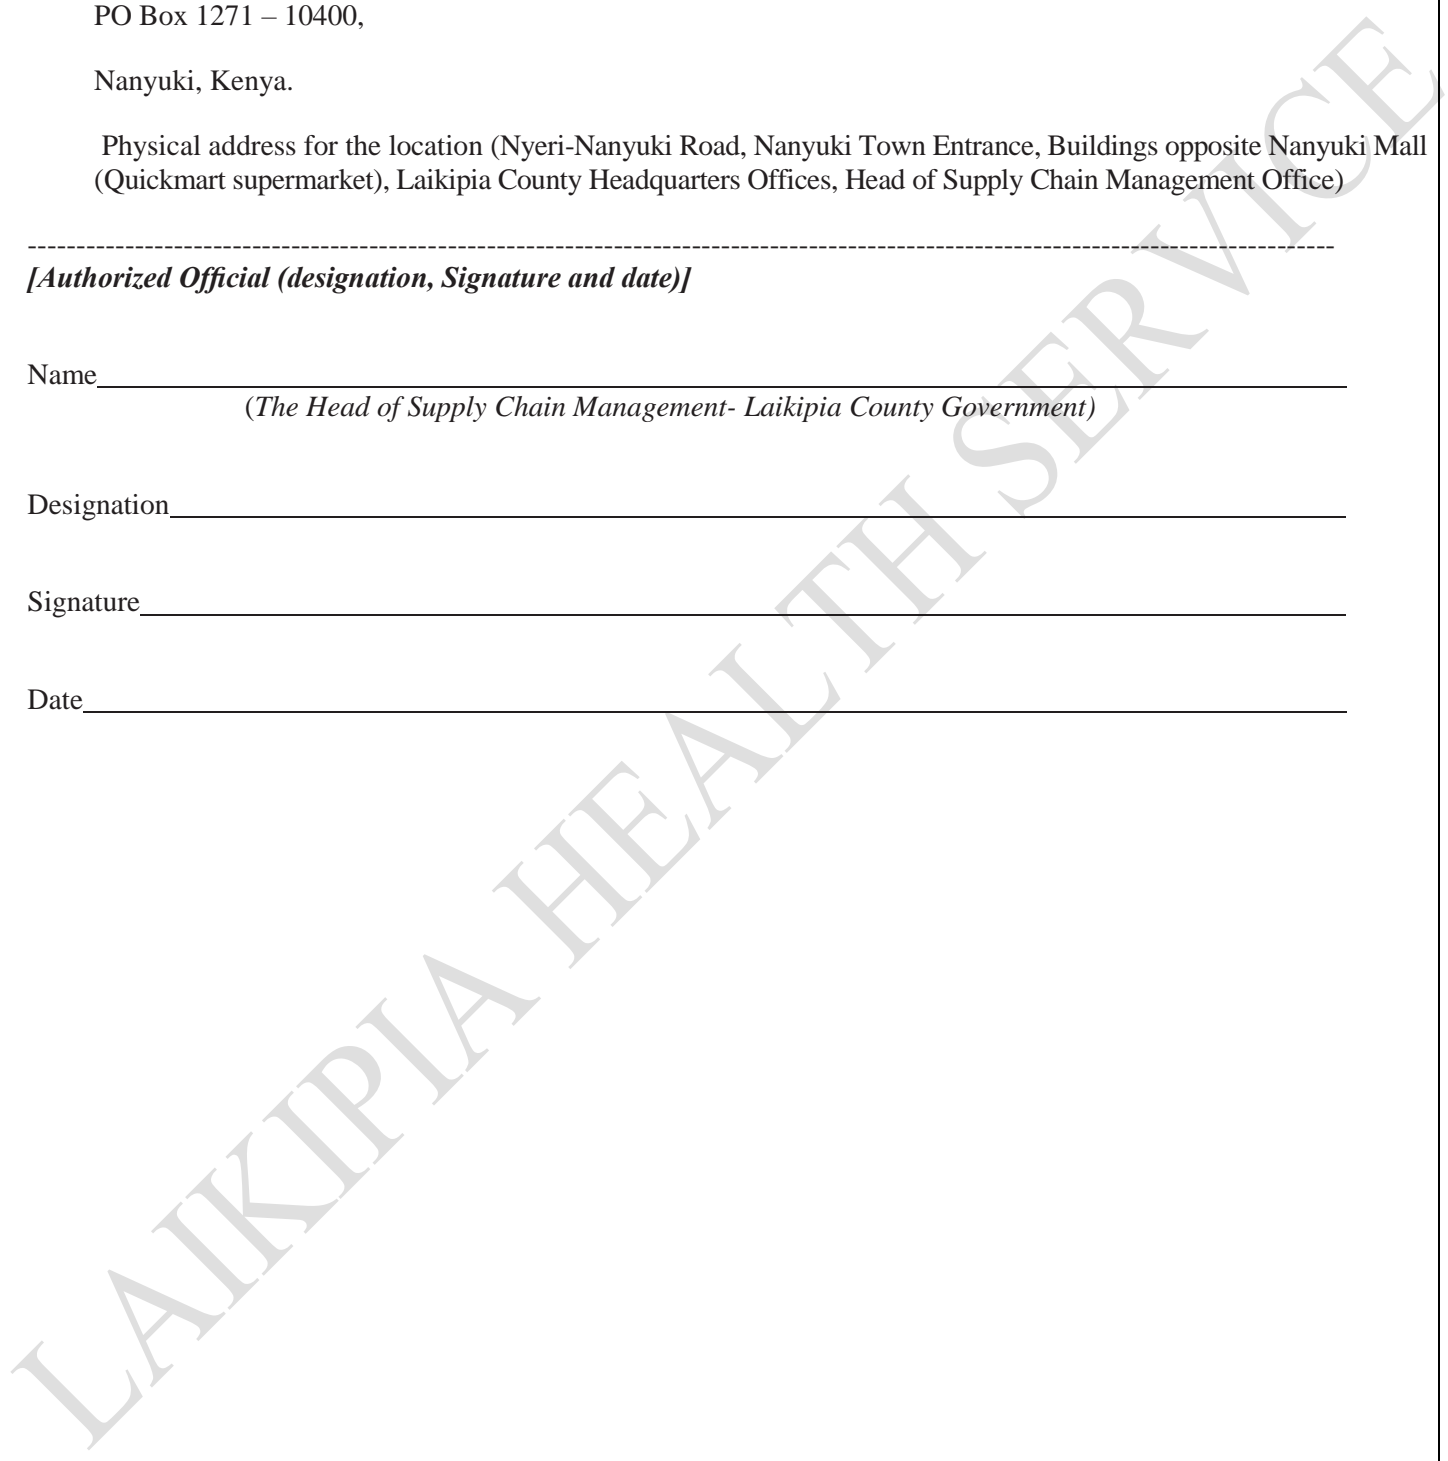 PO Box 1271 – 10400,
Nanyuki, Kenya.
Physical address for the location (Nyeri-Nanyuki Road, Nanyuki Town Entrance, Buildings opposite Nanyuki Mall
(Quickmart supermarket), Laikipia County Headquarters Offices, Head of Supply Chain Management Office)
[Authorized Official (designation, Signature and date)]
Name
(The Head of Supply Chain Management- Laikipia County Government)
Designation
Signature
Date
LAIKIPIA HEALTH SERVICE